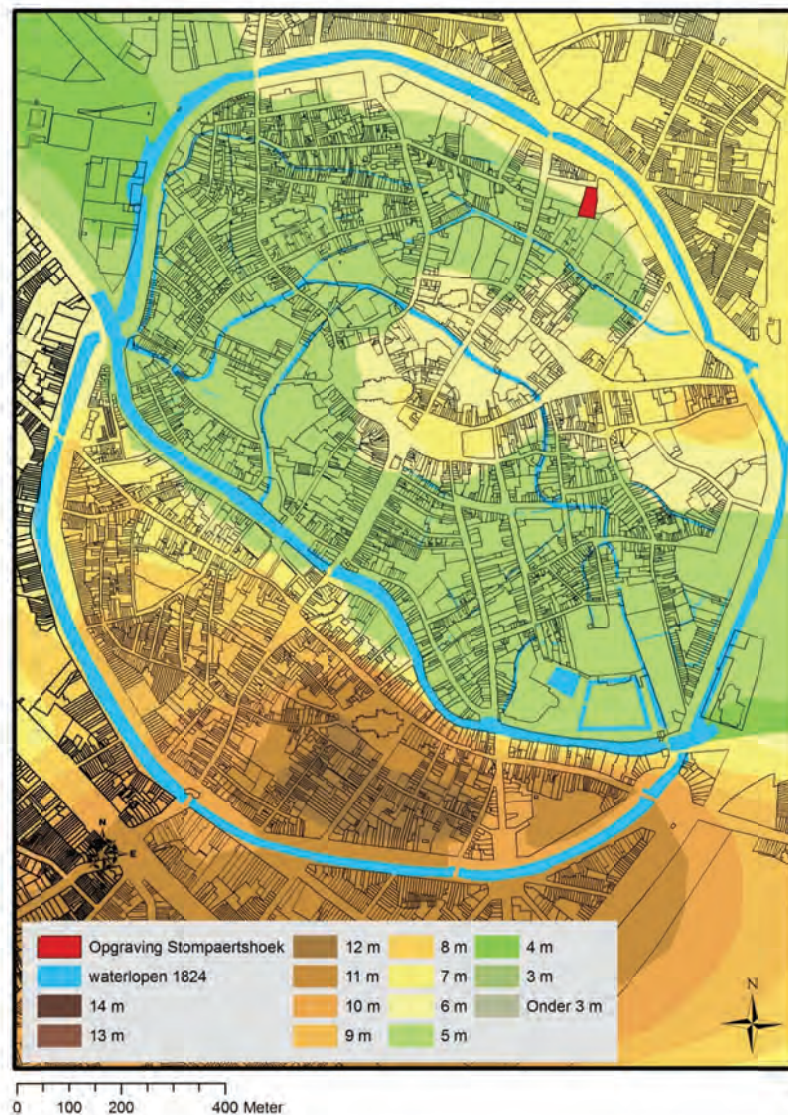 N
E
Opgraving Stompaertshoek
waterlopen 1824
14 m
13 m
12 m
11 m
10 m
9 m
8 m
7 m
6 m
5 m
4 m
3 m
Onder 3 m
N
0 100 200 400 Meter